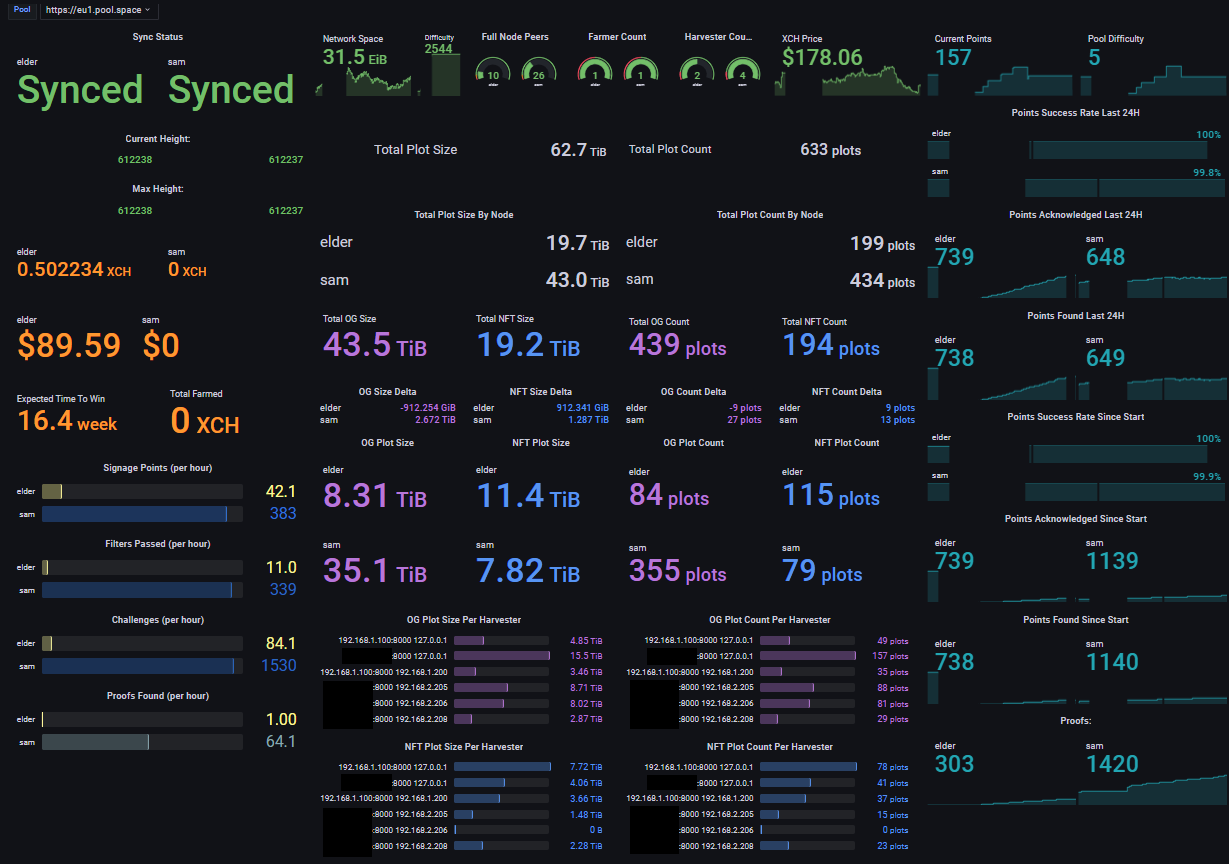 Pool https://eu1.pool.space
Sync Status
elder sam
Synced Synced
Current Height:
612238 612237
Max Height:
612238 612237
elder sam
0.502234 XCH 0 XCH
elder sam
$89.59 $0
Expected Time To Win Total Farmed
16.4 week 0 XCH
Signage Points (per hour)
elder 42.1
sam 383
Filters Passed (per hour)
elder 11.0
sam 339
Challenges (per hour)
elder 84.1
sam 1530
Proofs Found (per hour)
elder 1.00
sam 64.1
Network Space
31.5 EiB
Difficulty
2544
Full Node Peers
10 26
elder sam
Farmer Count
1 1
elder sam
Harvester Cou...
2 4
elder sam
XCH Price
$178.06
Total Plot Size 62.7 TiB
Total Plot Count 633 plots
Total Plot Size By Node
elder 19.7 TiB
sam 43.0 TiB
Total Plot Count By Node
elder 199 plots
sam 434 plots
Total OG Size Total NFT Size Total OG Count Total NFT Count
43.5 TiB 19.2 TiB 439 plots 194 plots
OG Size Delta NFT Size Delta OG Count Delta NFT Count Delta
elder -912.254 GiB elder 912.341 GiB elder -9 plots elder 9 plots
sam 2.672 TiB sam 1.287 TiB sam 27 plots sam 13 plots
OG Plot Size NFT Plot Size OG Plot Count NFT Plot Count
elder elder elder elder
8.31 TiB 11.4 TiB 84 plots 115 plots
sam sam sam sam
35.1 TiB 7.82 TiB 355 plots 79 plots
OG Plot Size Per Harvester
192.168.1.100:8000 127.0.0.1 4.85 TiB
:8000 127.0.0.1 15.5 TiB
192.168.1.100:8000 192.168.1.200 3.46 TiB
:8000 192.168.2.205 8.71 TiB
:8000 192.168.2.206 8.02 TiB
:8000 192.168.2.208 2.87 TiB
OG Plot Count Per Harvester
192.168.1.100:8000 127.0.0.1 49 plots
:8000 127.0.0.1 157 plots
192.168.1.100:8000 192.168.1.200 35 plots
:8000 192.168.2.205 88 plots
:8000 192.168.2.206 81 plots
:8000 192.168.2.208 29 plots
NFT Plot Size Per Harvester
192.168.1.100:8000 127.0.0.1 7.72 TiB
:8000 127.0.0.1 4.06 TiB
192.168.1.100:8000 192.168.1.200 3.66 TiB
:8000 192.168.2.205 1.48 TiB
:8000 192.168.2.206 0 B
:8000 192.168.2.208 2.28 TiB
NFT Plot Count Per Harvester
192.168.1.100:8000 127.0.0.1 78 plots
:8000 127.0.0.1 41 plots
192.168.1.100:8000 192.168.1.200 37 plots
:8000 192.168.2.205 15 plots
:8000 192.168.2.206 0 plots
:8000 192.168.2.208 23 plots
Current Points Pool Difficulty
157 5
Points Success Rate Last 24H
elder 100%
sam 99.8%
Points Acknowledged Last 24H
elder sam
739 648
Points Found Last 24H
elder sam
738 649
Points Success Rate Since Start
elder 100%
sam 99.9%
Points Acknowledged Since Start
elder sam
739 1139
Points Found Since Start
elder sam
738 1140
Proofs:
elder sam
303 1420